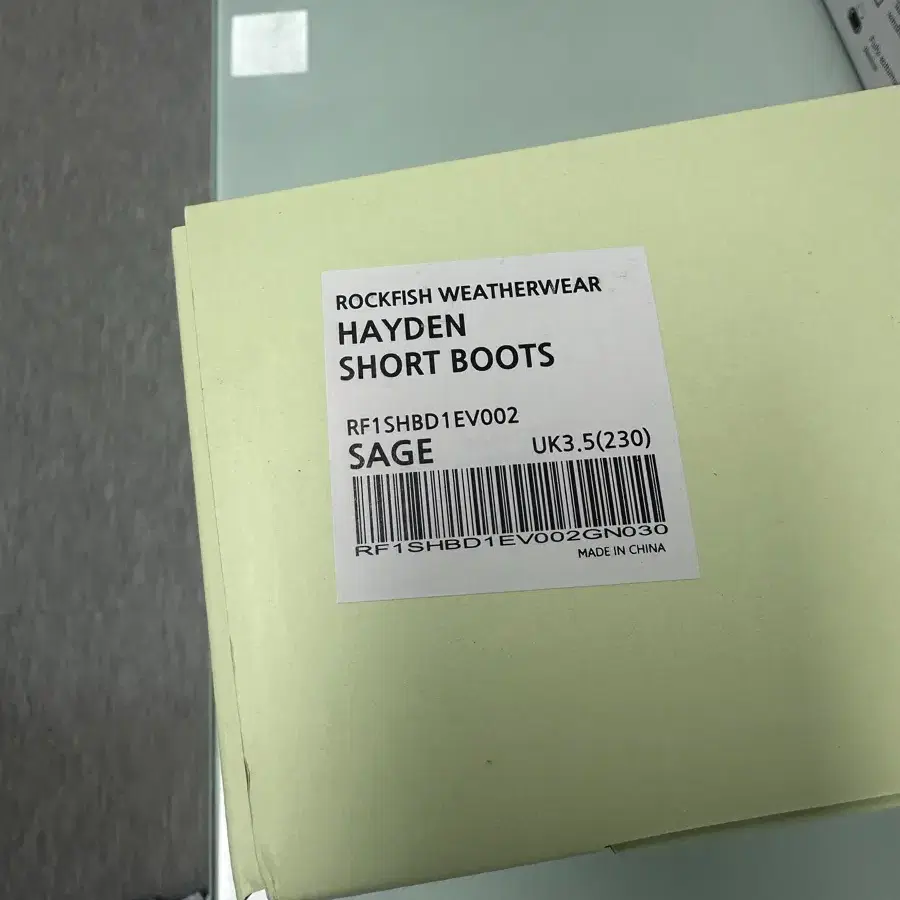 ROCKFISH WEATHERWEAR
HAYDEN
SHORT BOOTS
RF1SHBD1EV002
SAGE UK3.5(230)
RF1SHBD1EV002GN030
MADE IN CHINA